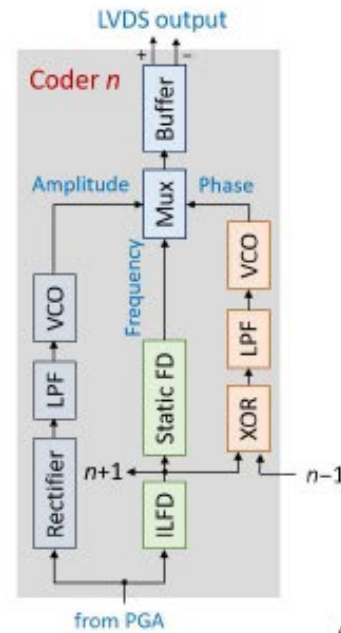 LVDS output
+ −
Coder n
Buffer
Amplitude
Mux
Phase
Frequency
VCO
VCO
LPF
LPF
Static FD
XOR
Rectifier
n+1
n−1
ILFD
from PGA